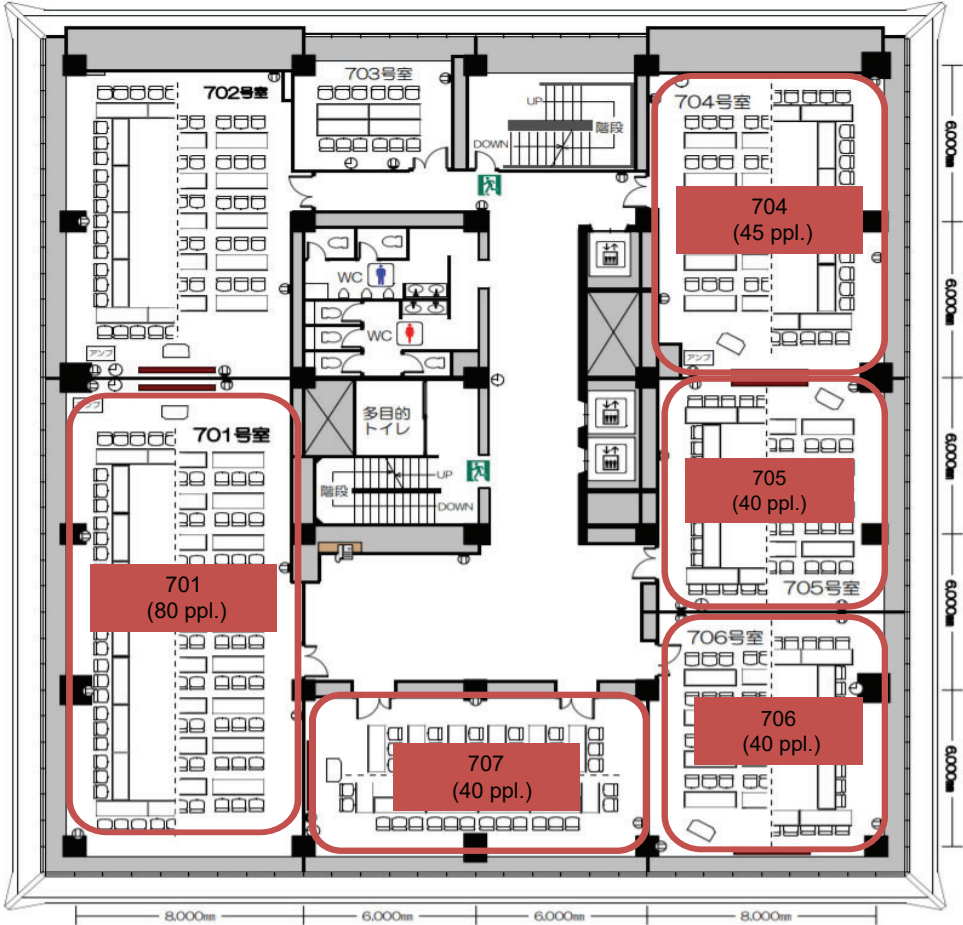 703号室
702号室
704号室
UP
階段
DOWN
6,000㎜
704
(45 ppl.)
WC
6,000㎜
WC
アンプ
アンプ
アンプ
多目的
トイレ
701号室
6,000㎜
705
(40 ppl.)
UP
階段
DOWN
701
(80 ppl.)
705号室
6,000㎜
706号室
706
(40 ppl.)
707
(40 ppl.)
6,000㎜
8,000㎜
6,000㎜
6,000㎜
8,000㎜